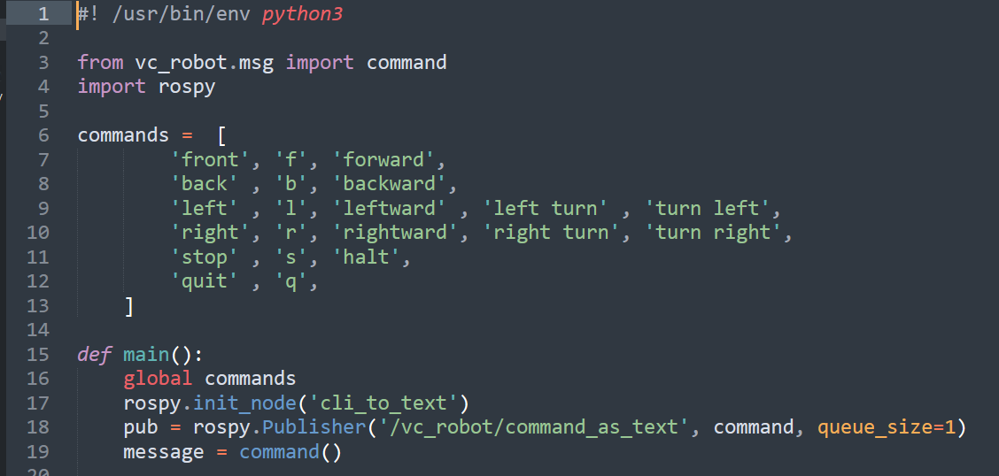 1 #! /usr/bin/env python3
2
3 from vc_robot.msg import command
4 import rospy
5
6 commands =  [
7         'front', 'f', 'forward',
8         'back' , 'b', 'backward',
9         'left' , 'l', 'leftward' , 'left turn' , 'turn left',
10         'right', 'r', 'rightward', 'right turn', 'turn right',
11         'stop' , 's', 'halt',
12         'quit' , 'q',
13     ]
14
15 def main():
16     global commands
17     rospy.init_node('cli_to_text')
18     pub = rospy.Publisher('/vc_robot/command_as_text', command, queue_size=1)
19     message = command()
20